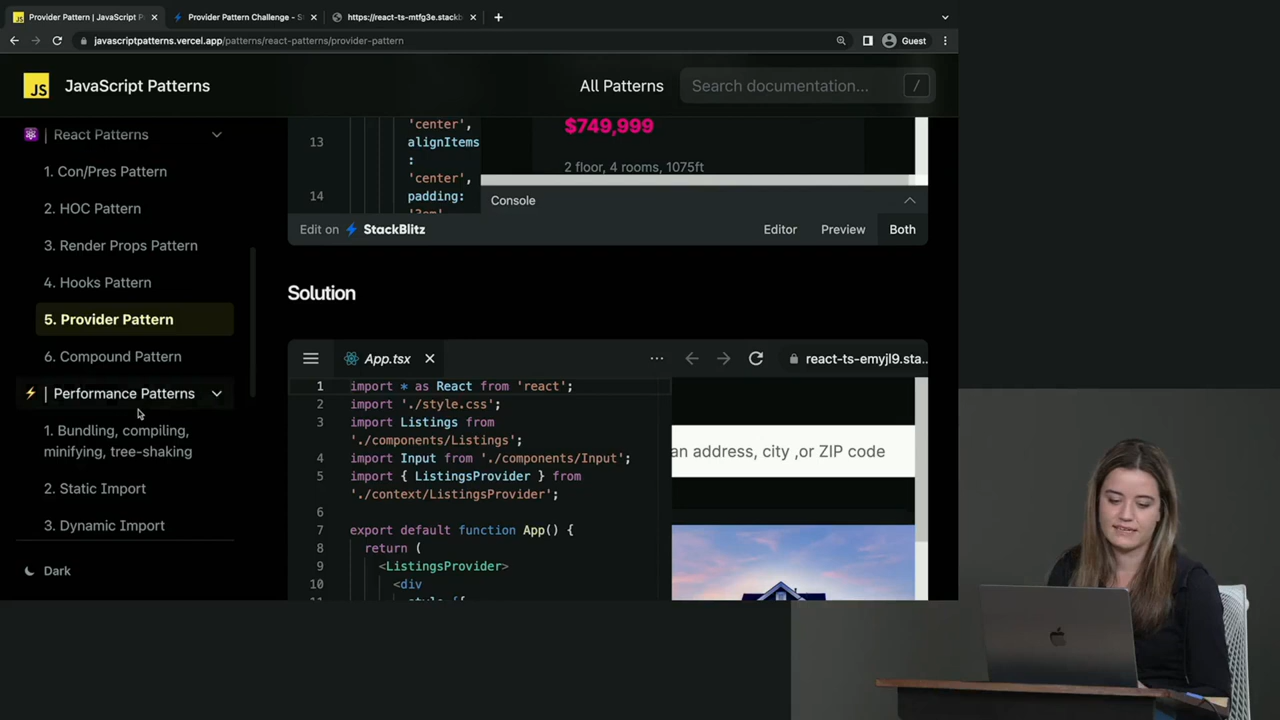 Provider Pattern | JavaScript P
Provider Pattern Challenge - S
https://react-ts-mtfg3e.stackb
javascriptpatterns.vercel.app/patterns/react-patterns/provider-pattern
Guest
JS
JavaScript Patterns
All Patterns
Search documentation...
/
| React Patterns
1. Con/Pres Pattern
2. HOC Pattern
3. Render Props Pattern
4. Hooks Pattern
5. Provider Pattern
6. Compound Pattern
| Performance Patterns
1. Bundling, compiling,
minifying, tree-shaking
2. Static Import
3. Dynamic Import
Dark
'center',
13 alignItems
:
'center',
14 padding:
$749,999
2 floor, 4 rooms, 1075ft
Console
Edit on StackBlitz
Editor
Preview
Both
Solution
App.tsx
react-ts-emyjl9.sta..
1 import * as React from 'react';
2 import './style.css';
3 import Listings from
'./components/Listings';
4 import Input from './components/Input';
5 import { ListingsProvider } from
'./context/ListingsProvider';
6
7 export default function App() {
8 return (
9 <ListingsProvider>
10 <div
an address, city ,or ZIP code